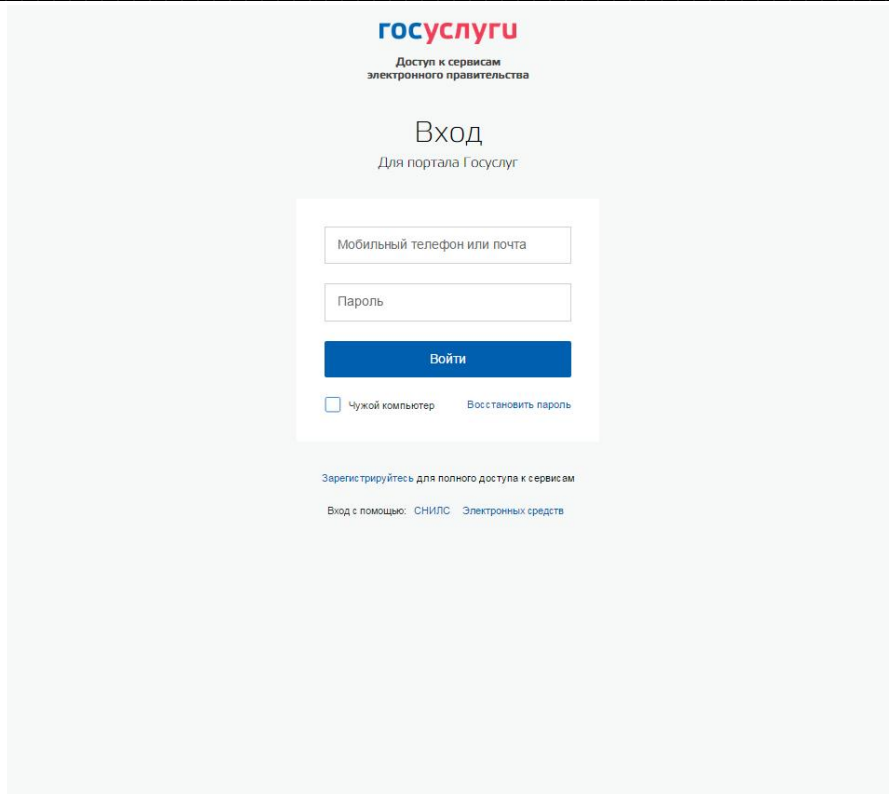 госуслуги
Доступ к сервисам
электронного правительства
Вход
Для портала Госуслуг
Мобильный телефон или почта
Пароль
Войти
Чужой компьютер Восстановить пароль
Зарегистрируйтесь для полного доступа к сервисам
Вход с помощью: СНИЛС Электронных средств